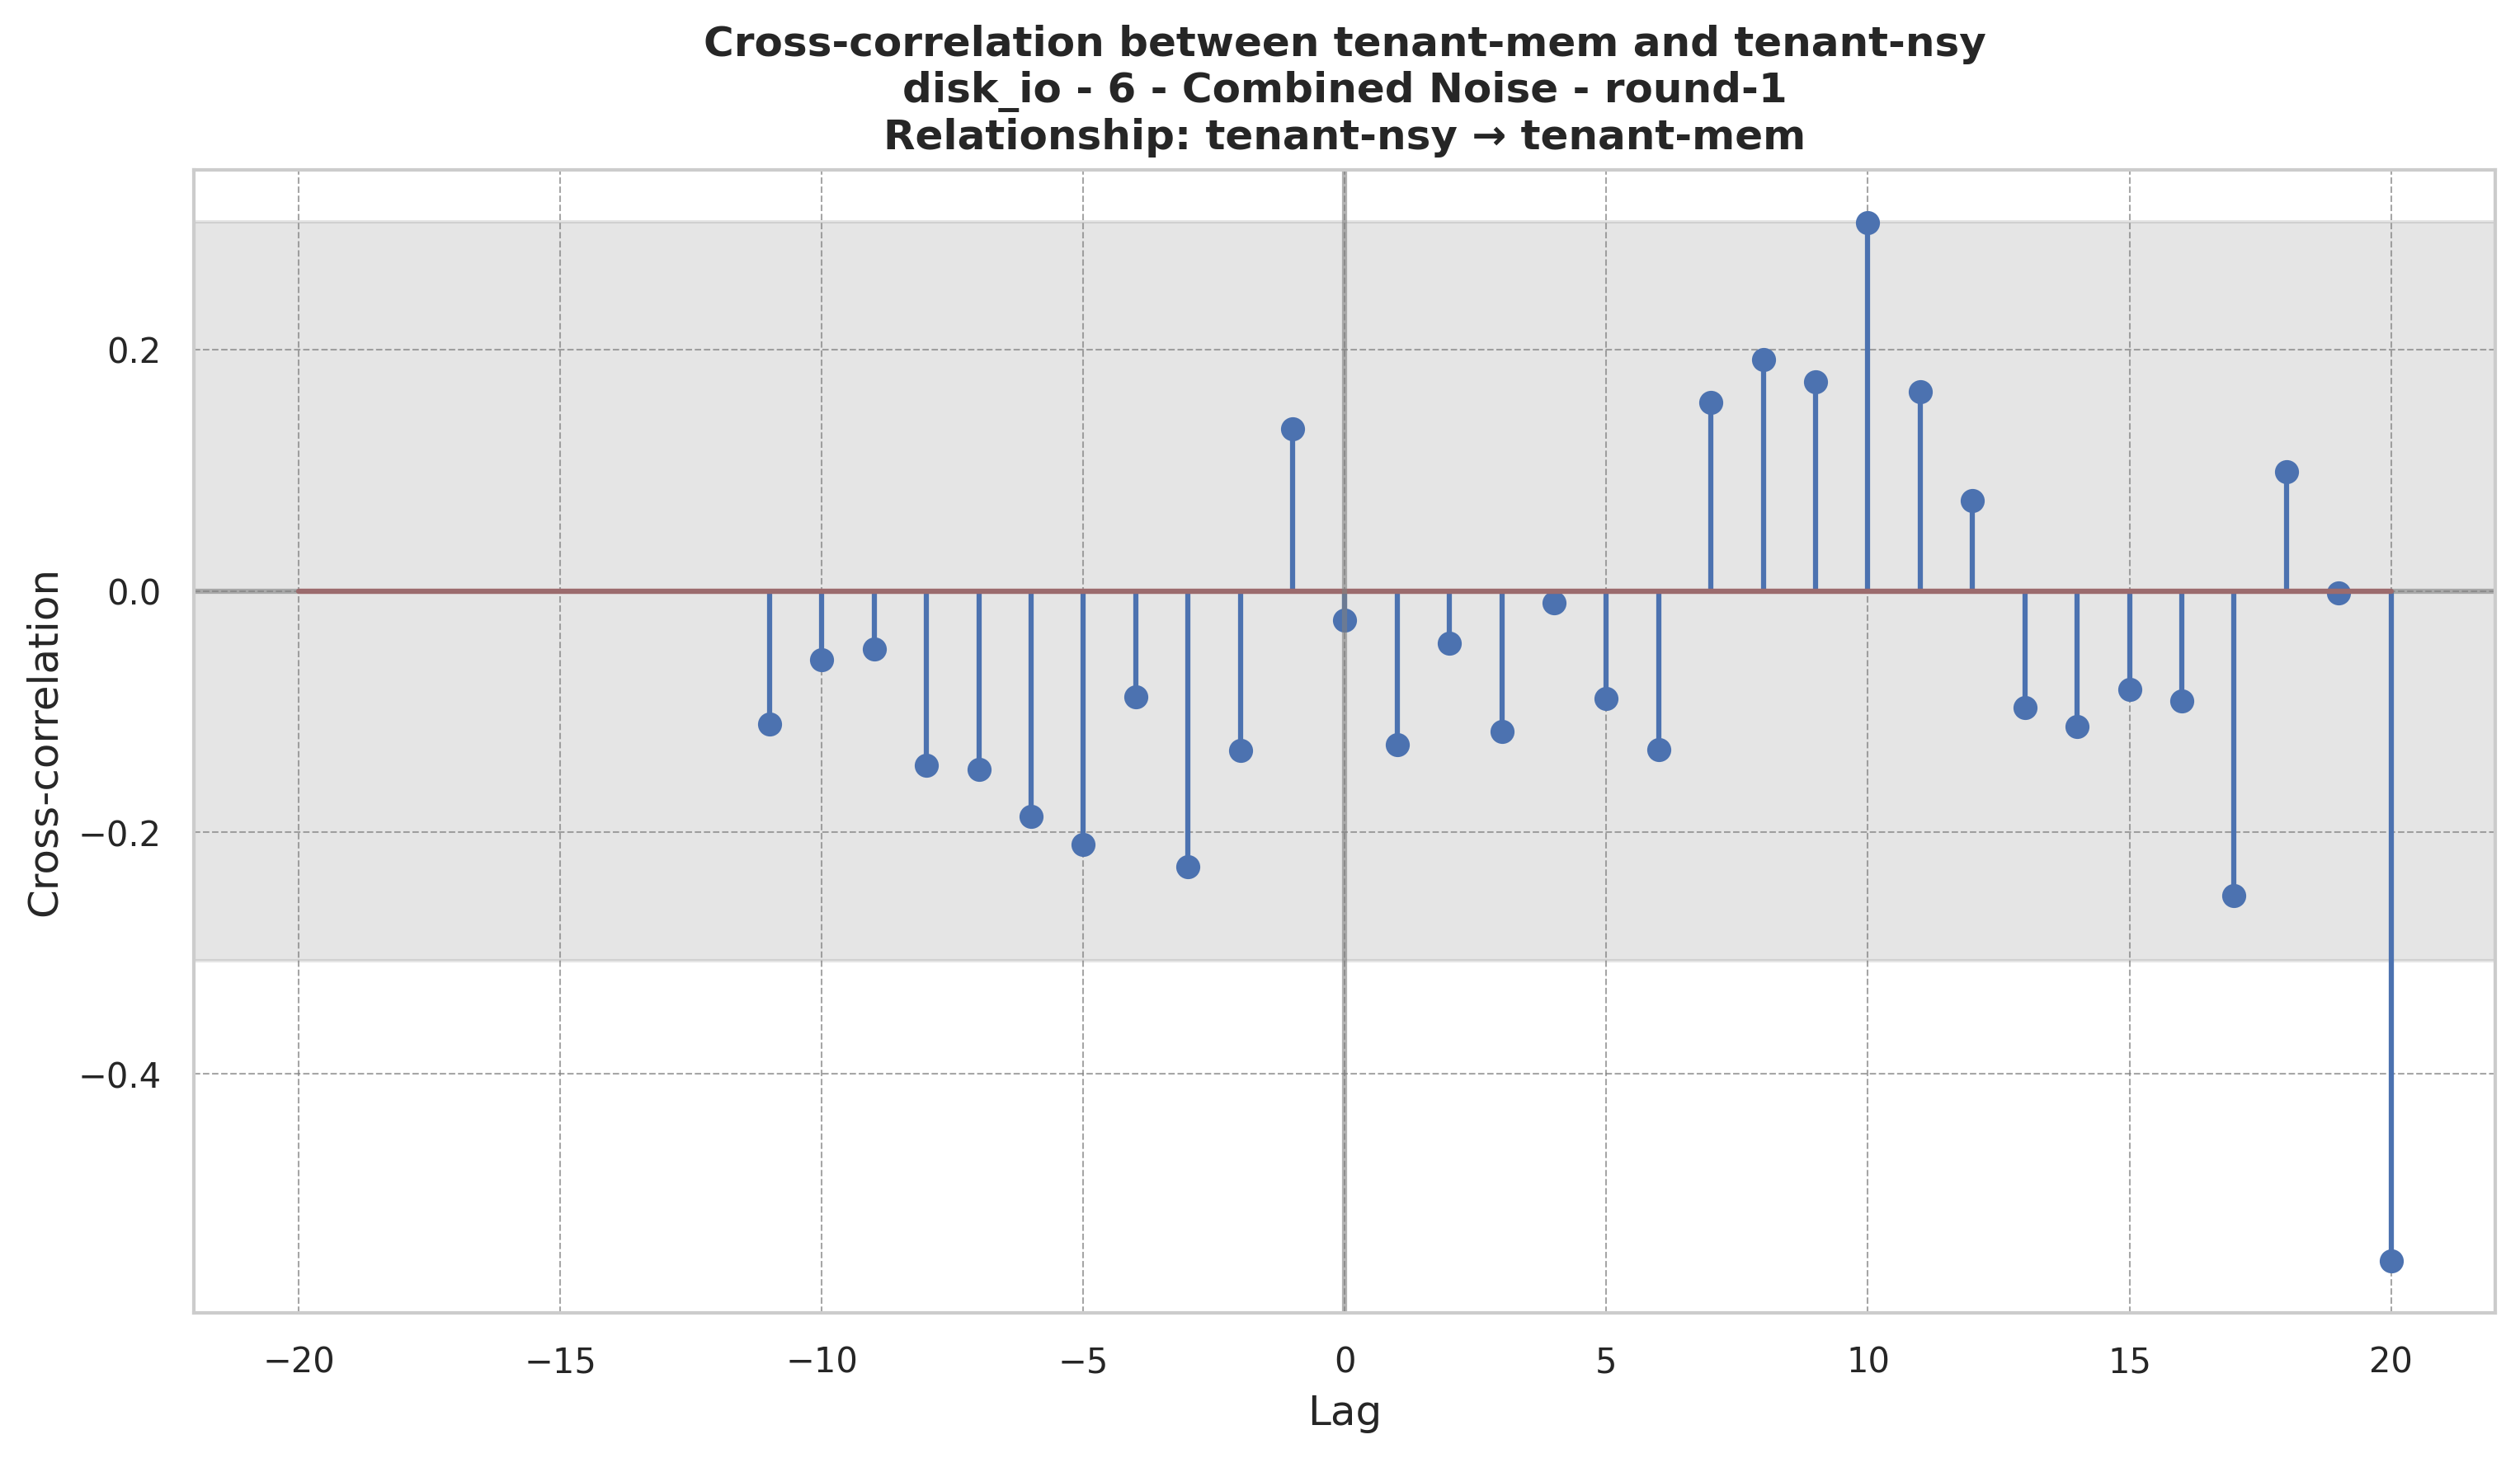 Cross-correlation between tenant-mem and tenant-nsy
disk_io - 6 - Combined Noise - round-1
Relationship: tenant-nsy → tenant-mem
Cross-correlation
0.2
0.0
−0.2
−0.4
−20
−15
−10
−5
0
5
10
15
20
Lag